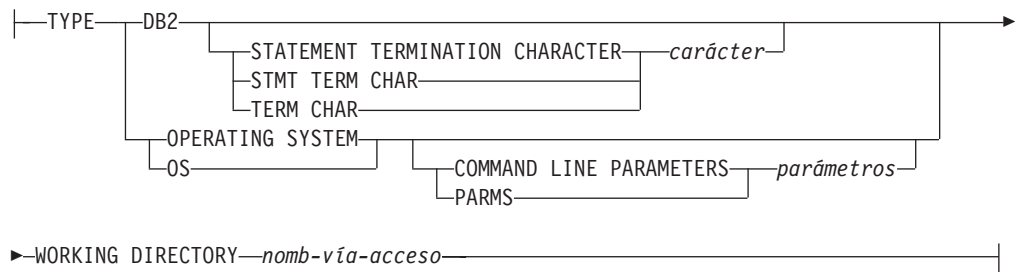 TYPE DB2
STATEMENT TERMINATION CHARACTER carácter
STMT TERM CHAR
TERM CHAR
OPERATING SYSTEM
OS
COMMAND LINE PARAMETERS parámetros
PARMS
WORKING DIRECTORY nomb-vía-acceso